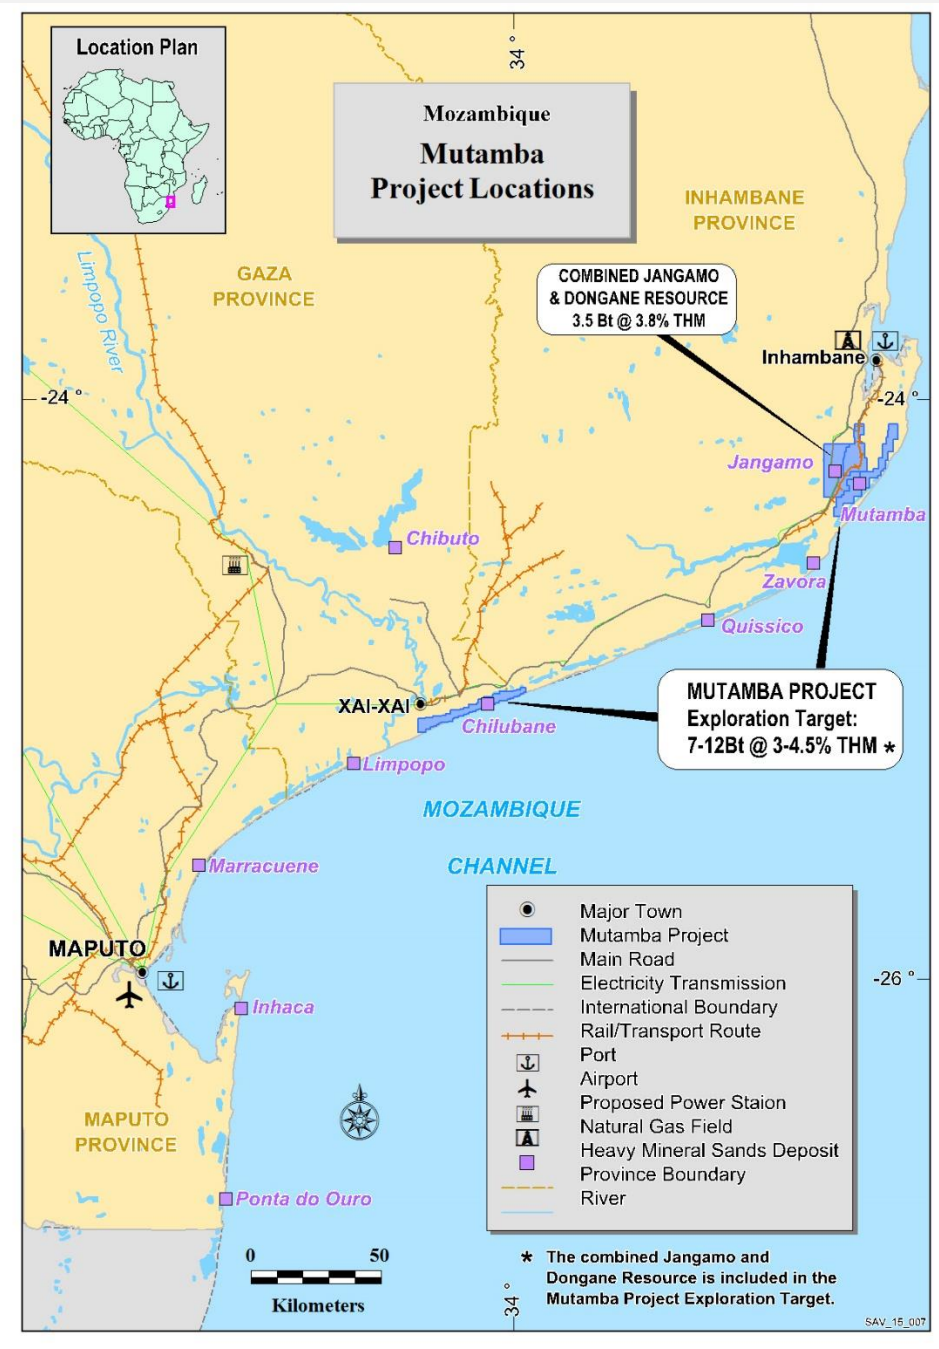 Location Plan
34 °
Mozambique
Mutamba
Project Locations
INHAMBANE
PROVINCE
GAZA
PROVINCE
Limpopo River
COMBINED JANGAMO
& DONGANE RESOURCE
3.5 Bt @ 3.8% THM
Inhambane
-24 °
-24 °
Jangamo
Mutamba
Chibuto
Zavora
Quissico
MUTAMBA PROJECT
Exploration Target:
7-12Bt @ 3-4.5% THM *
XAI-XAI
Chilubane
Limpopo
MOZAMBIQUE
CHANNEL
Marracuene
MAPUTO
Inhaca
-26 °
MAPUTO
PROVINCE
Ponta do Ouro
Major Town
Mutamba Project
Main Road
Electricity Transmission
International Boundary
Rail/Transport Route
Port
Airport
Proposed Power Staion
Natural Gas Field
Heavy Mineral Sands Deposit
Province Boundary
River
0 50
Kilometers
34 °
* The combined Jangamo and
Dongane Resource is included in the
Mutamba Project Exploration Target.
SAV_15_007